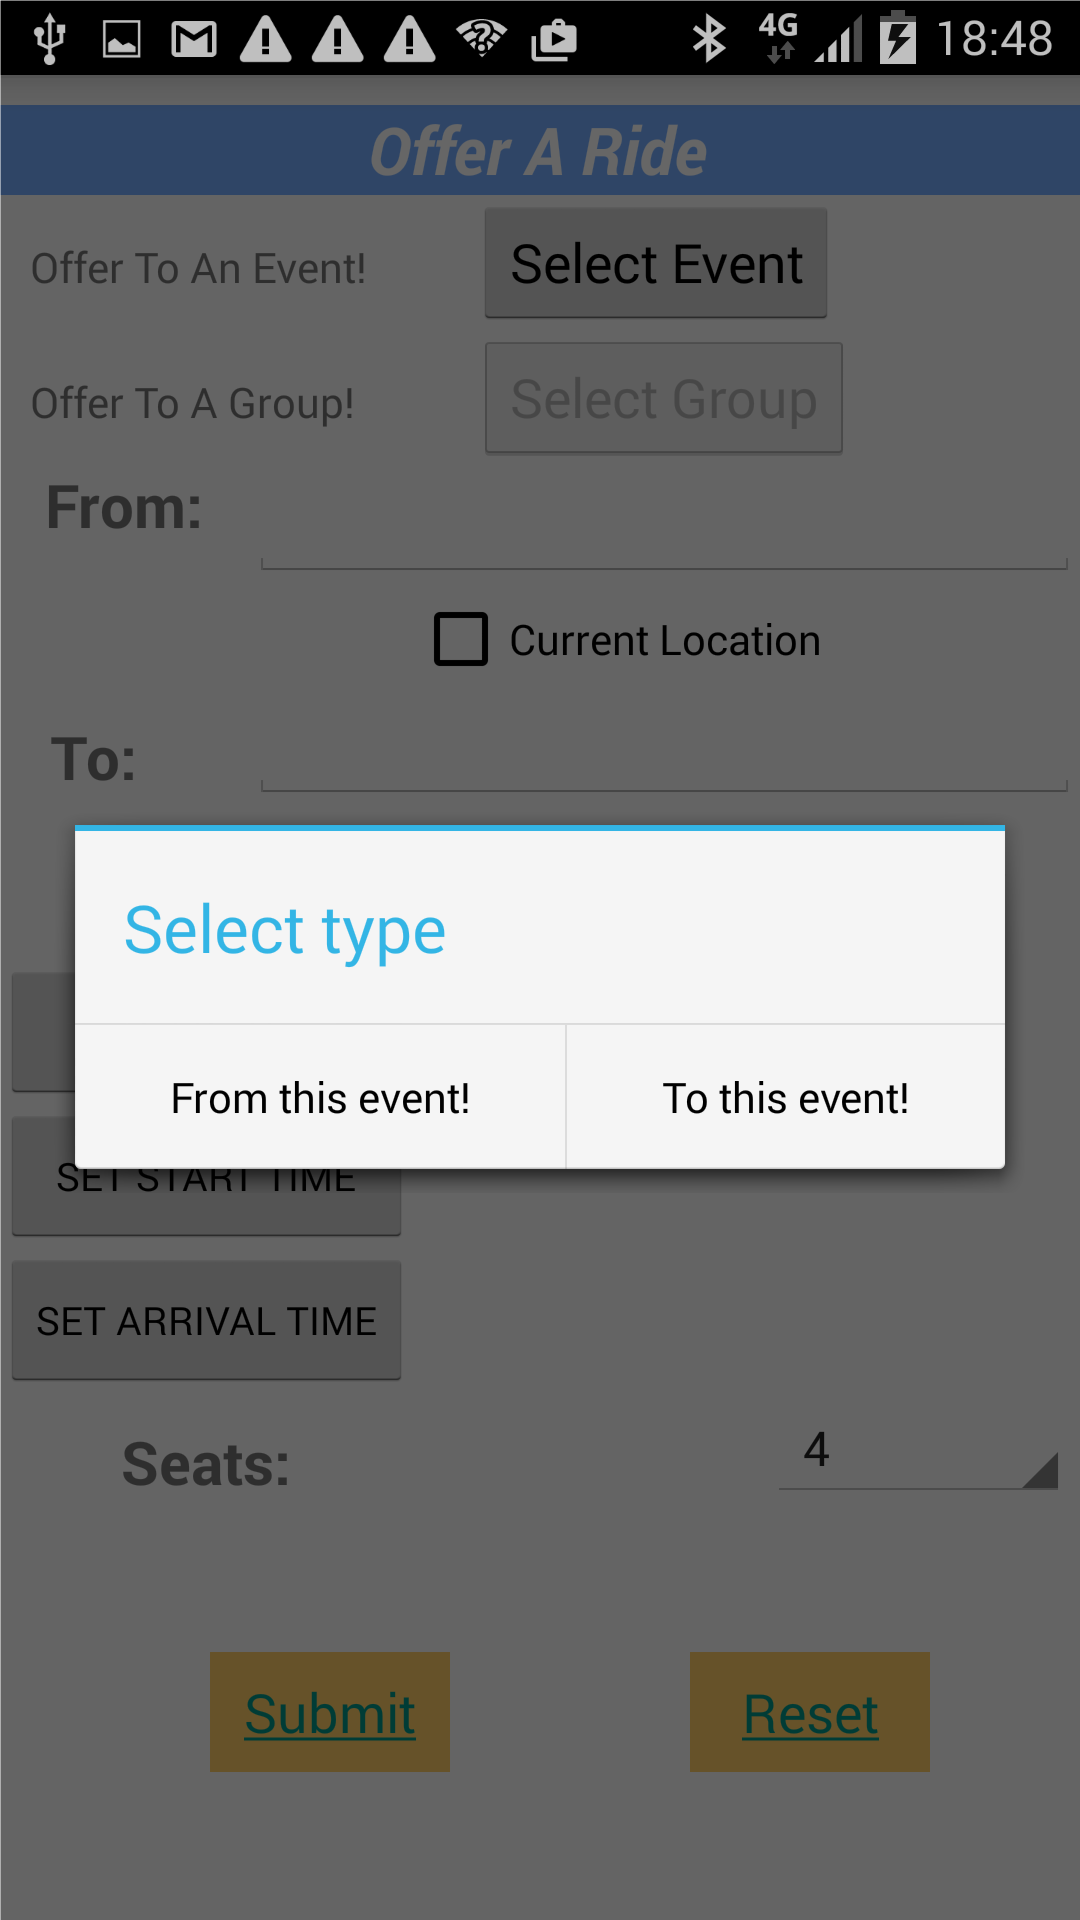 4G 18:48
Offer A Ride
Offer To An Event! Select Event
Offer To A Group! Select Group
From:
Current Location
To:
Select type
From this event! To this event!
SET START TIME
SET ARRIVAL TIME
Seats: 4
Submit Reset